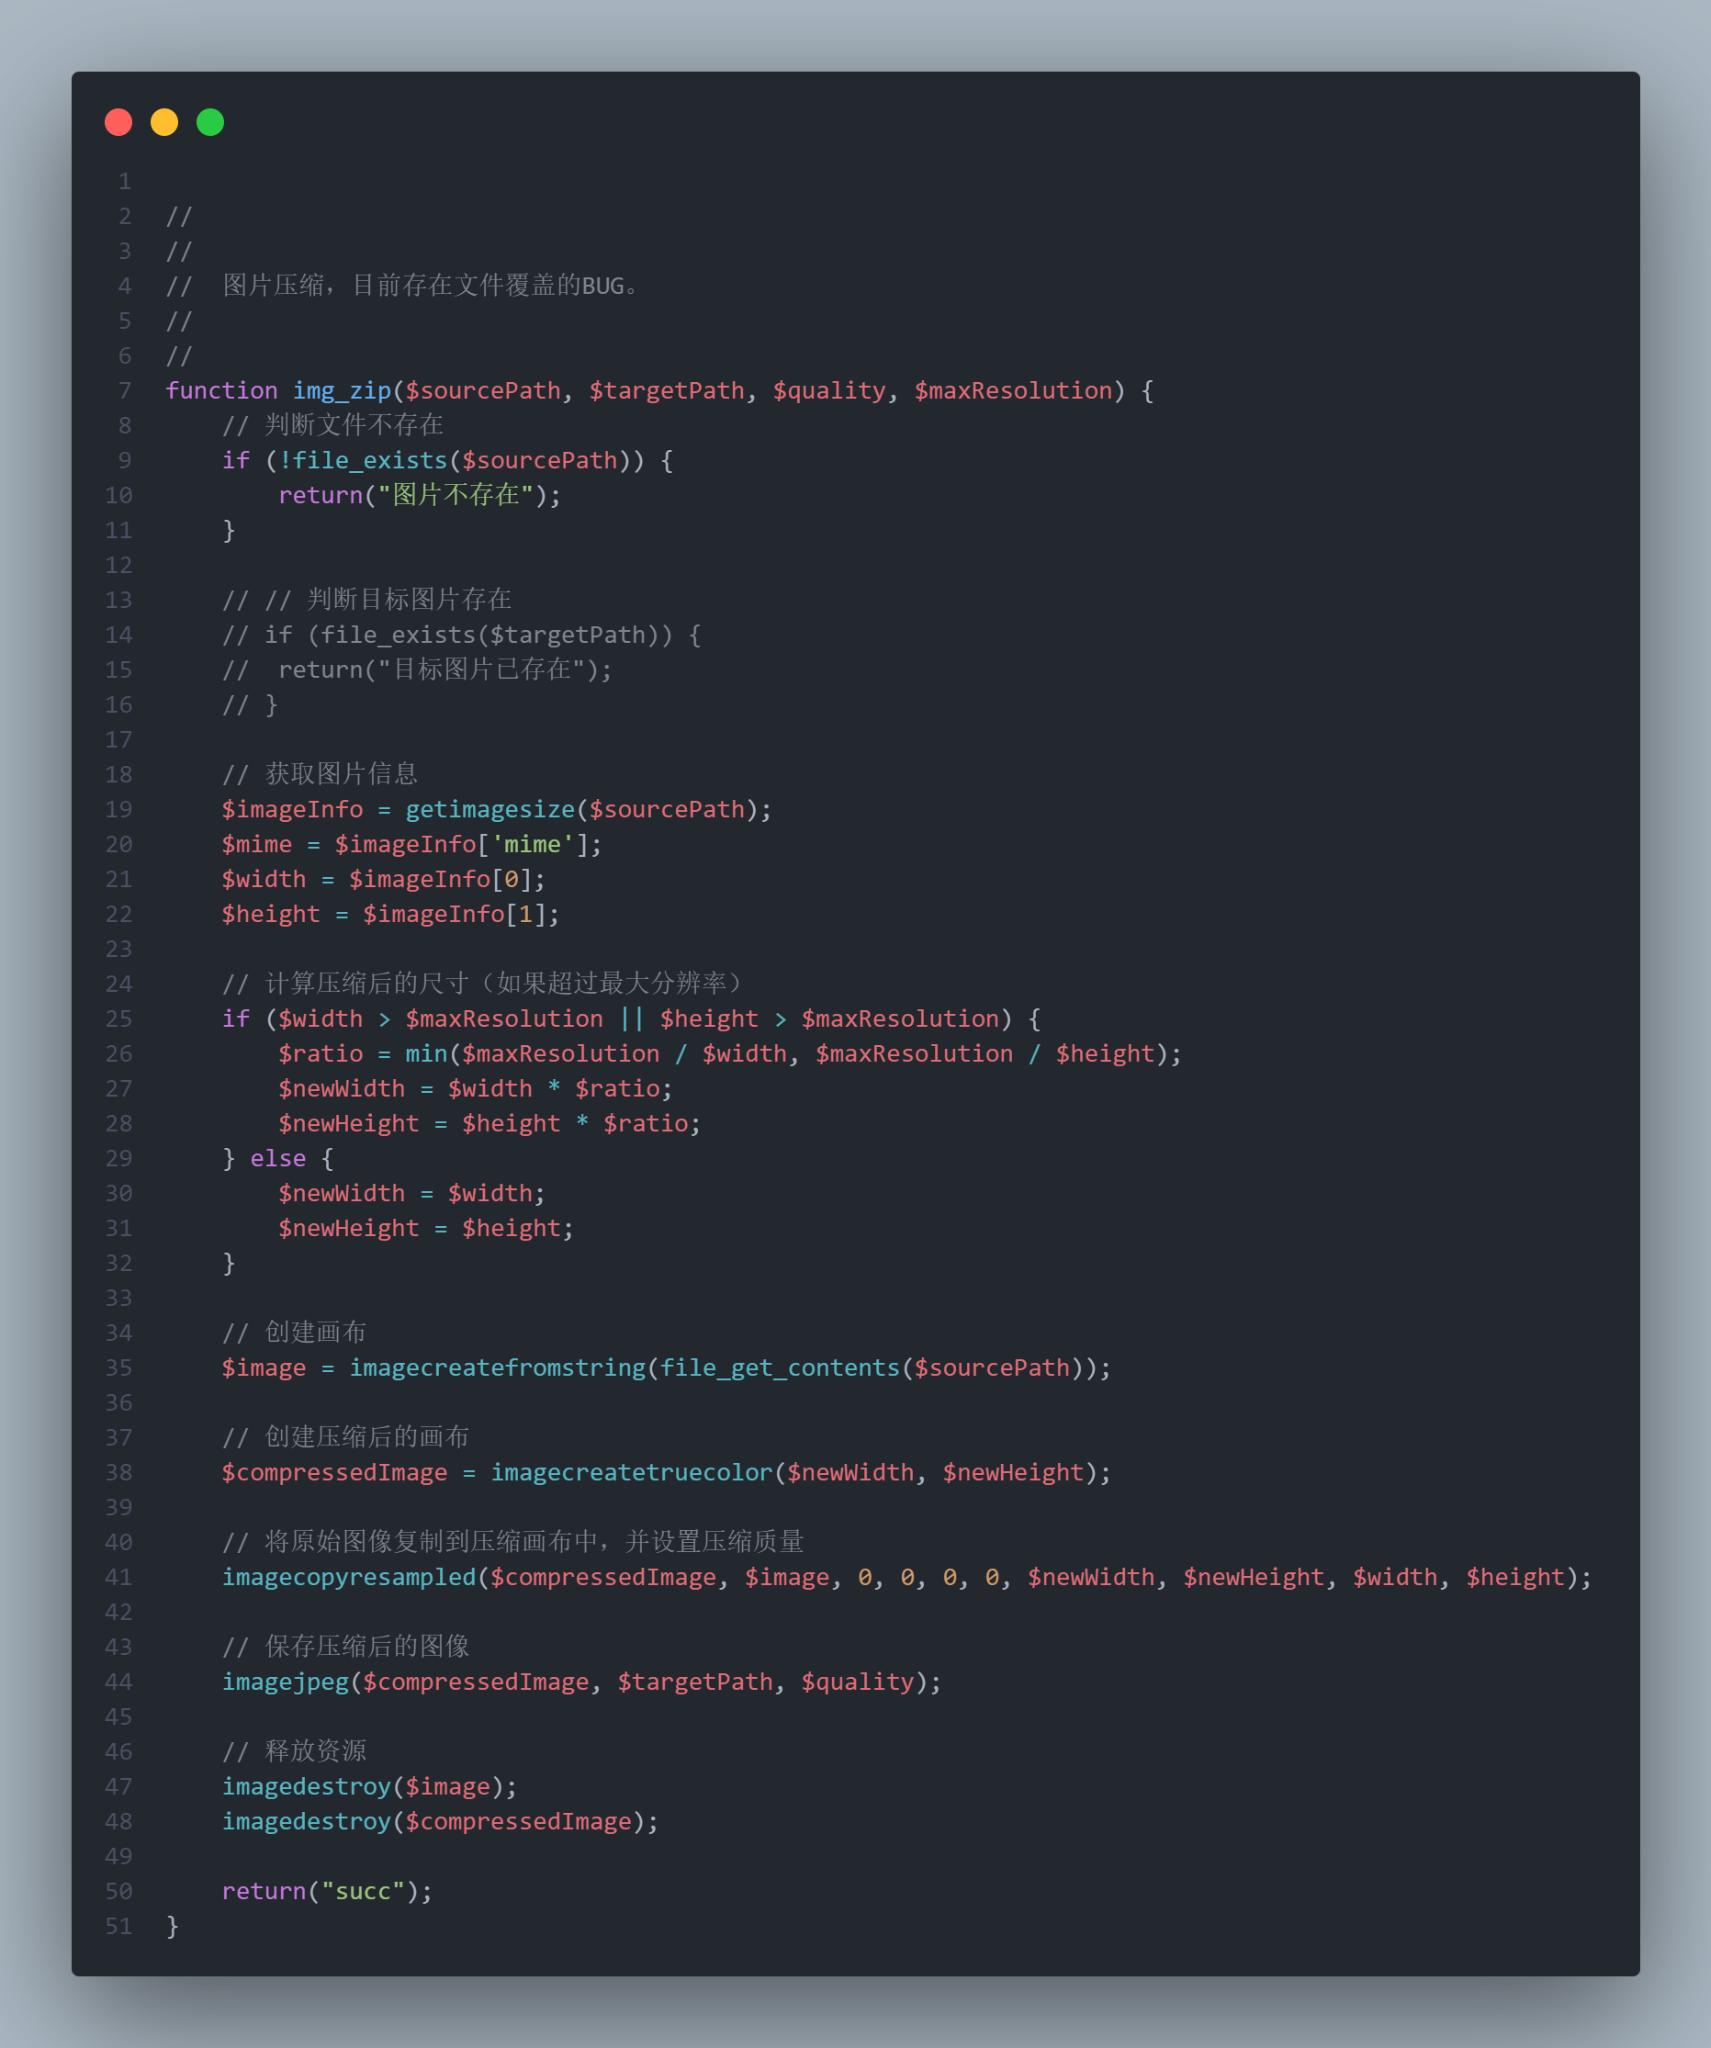 1
2 //
3 //
4 //  图片压缩，目前存在文件覆盖的BUG。
5 //
6 //
7 function img_zip($sourcePath, $targetPath, $quality, $maxResolution) {
8     // 判断文件不存在
9     if (!file_exists($sourcePath)) {
10         return("图片不存在");
11     }
12
13     // // 判断目标图片存在
14     // if (file_exists($targetPath)) {
15     //  return("目标图片已存在");
16     // }
17
18     // 获取图片信息
19     $imageInfo = getimagesize($sourcePath);
20     $mime = $imageInfo['mime'];
21     $width = $imageInfo[0];
22     $height = $imageInfo[1];
23
24     // 计算压缩后的尺寸（如果超过最大分辨率）
25     if ($width > $maxResolution || $height > $maxResolution) {
26         $ratio = min($maxResolution / $width, $maxResolution / $height);
27         $newWidth = $width * $ratio;
28         $newHeight = $height * $ratio;
29     } else {
30         $newWidth = $width;
31         $newHeight = $height;
32     }
33
34     // 创建画布
35     $image = imagecreatefromstring(file_get_contents($sourcePath));
36
37     // 创建压缩后的画布
38     $compressedImage = imagecreatetruecolor($newWidth, $newHeight);
39
40     // 将原始图像复制到压缩画布中，并设置压缩质量
41     imagecopyresampled($compressedImage, $image, 0, 0, 0, 0, $newWidth, $newHeight, $width, $height);
42
43     // 保存压缩后的图像
44     imagejpeg($compressedImage, $targetPath, $quality);
45
46     // 释放资源
47     imagedestroy($image);
48     imagedestroy($compressedImage);
49
50     return("succ");
51 }